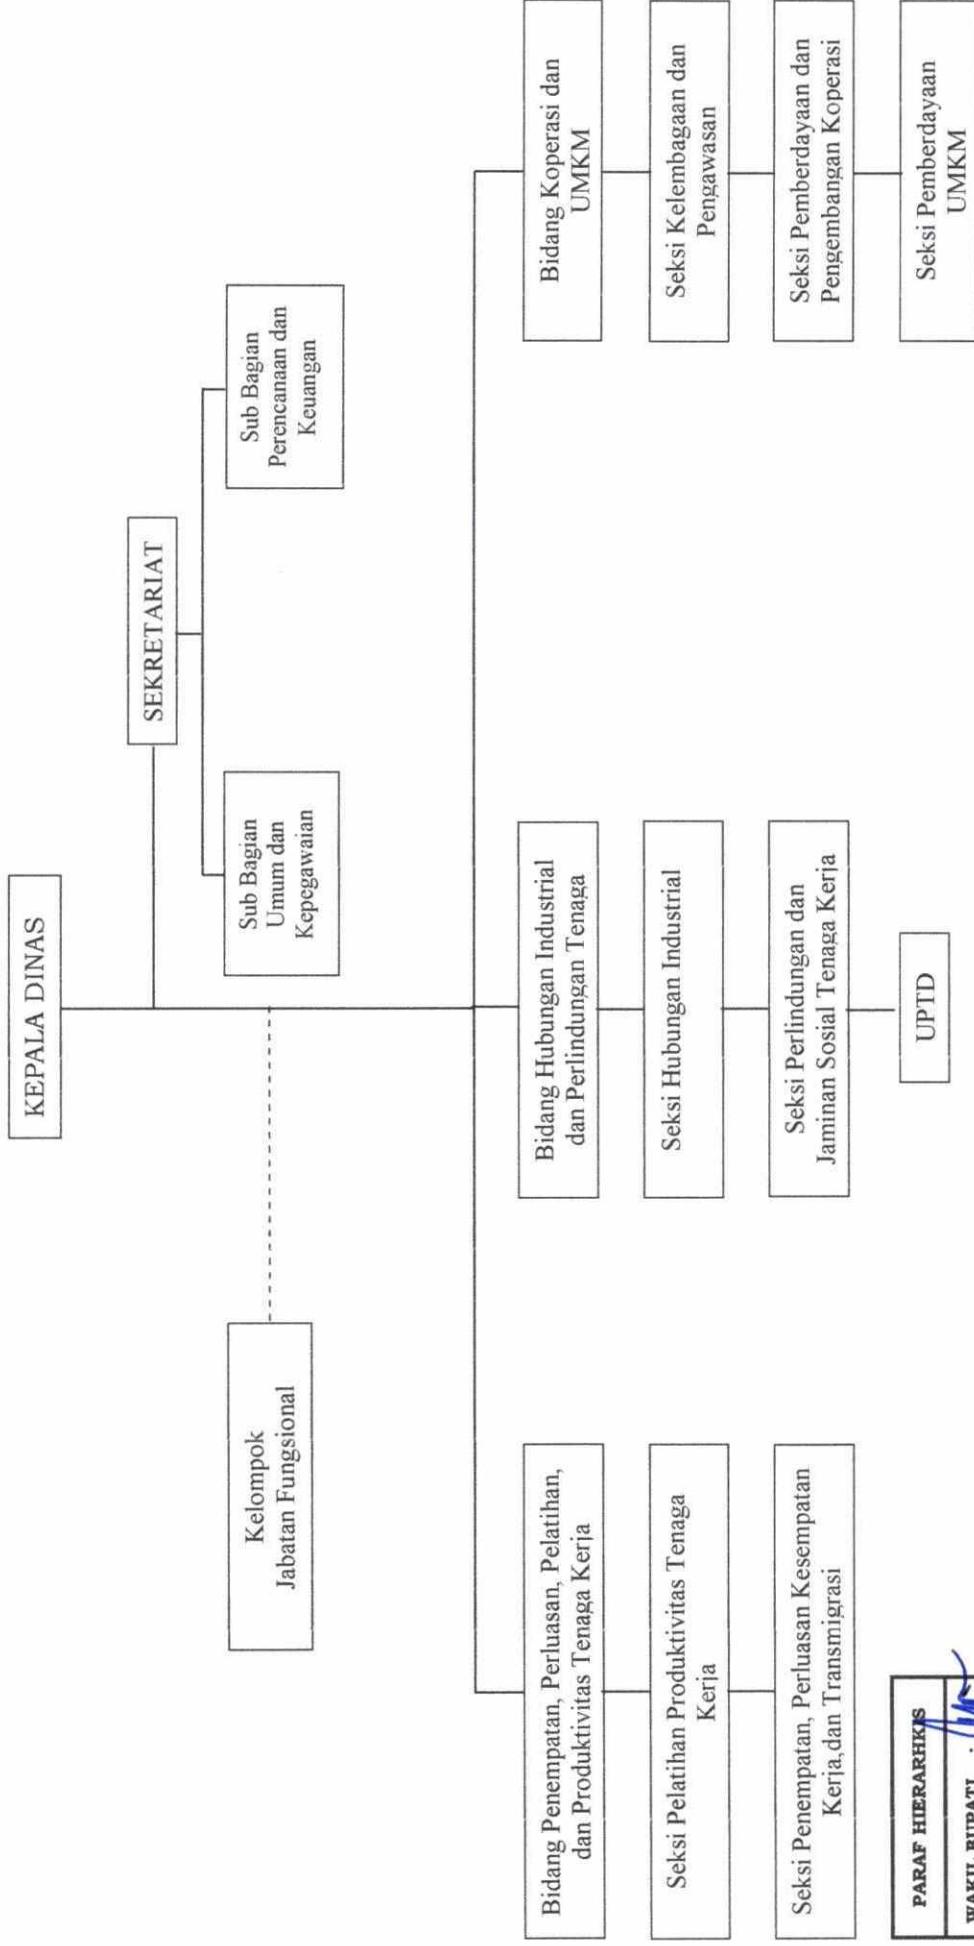 KEPALA DINAS
SEKRETARIAT
Sub Bagian
Umum dan
Kepegawaian
Sub Bagian
Perencanaan dan
Keuangan
Kelompok
Jabatan Fungsional
Bidang Penempatan, Perluasan, Pelatihan,
dan Produktivitas Tenaga Kerja
Seksi Pelatihan Produktivitas Tenaga
Kerja
Seksi Penempatan, Perluasan Kesempatan
Kerja,dan Transmigrasi
Bidang Hubungan Industrial
dan Perlindungan Tenaga
Seksi Hubungan Industrial
Seksi Perlindungan dan
Jaminan Sosial Tenaga Kerja
UPTD
Bidang Koperasi dan
UMKM
Seksi Kelembagaan dan
Pengawasan
Seksi Pemberdayaan dan
Pengembangan Koperasi
Seksi Pemberdayaan
UMKM
PARAF HIERARHKIS
WAKIL BUPATI :